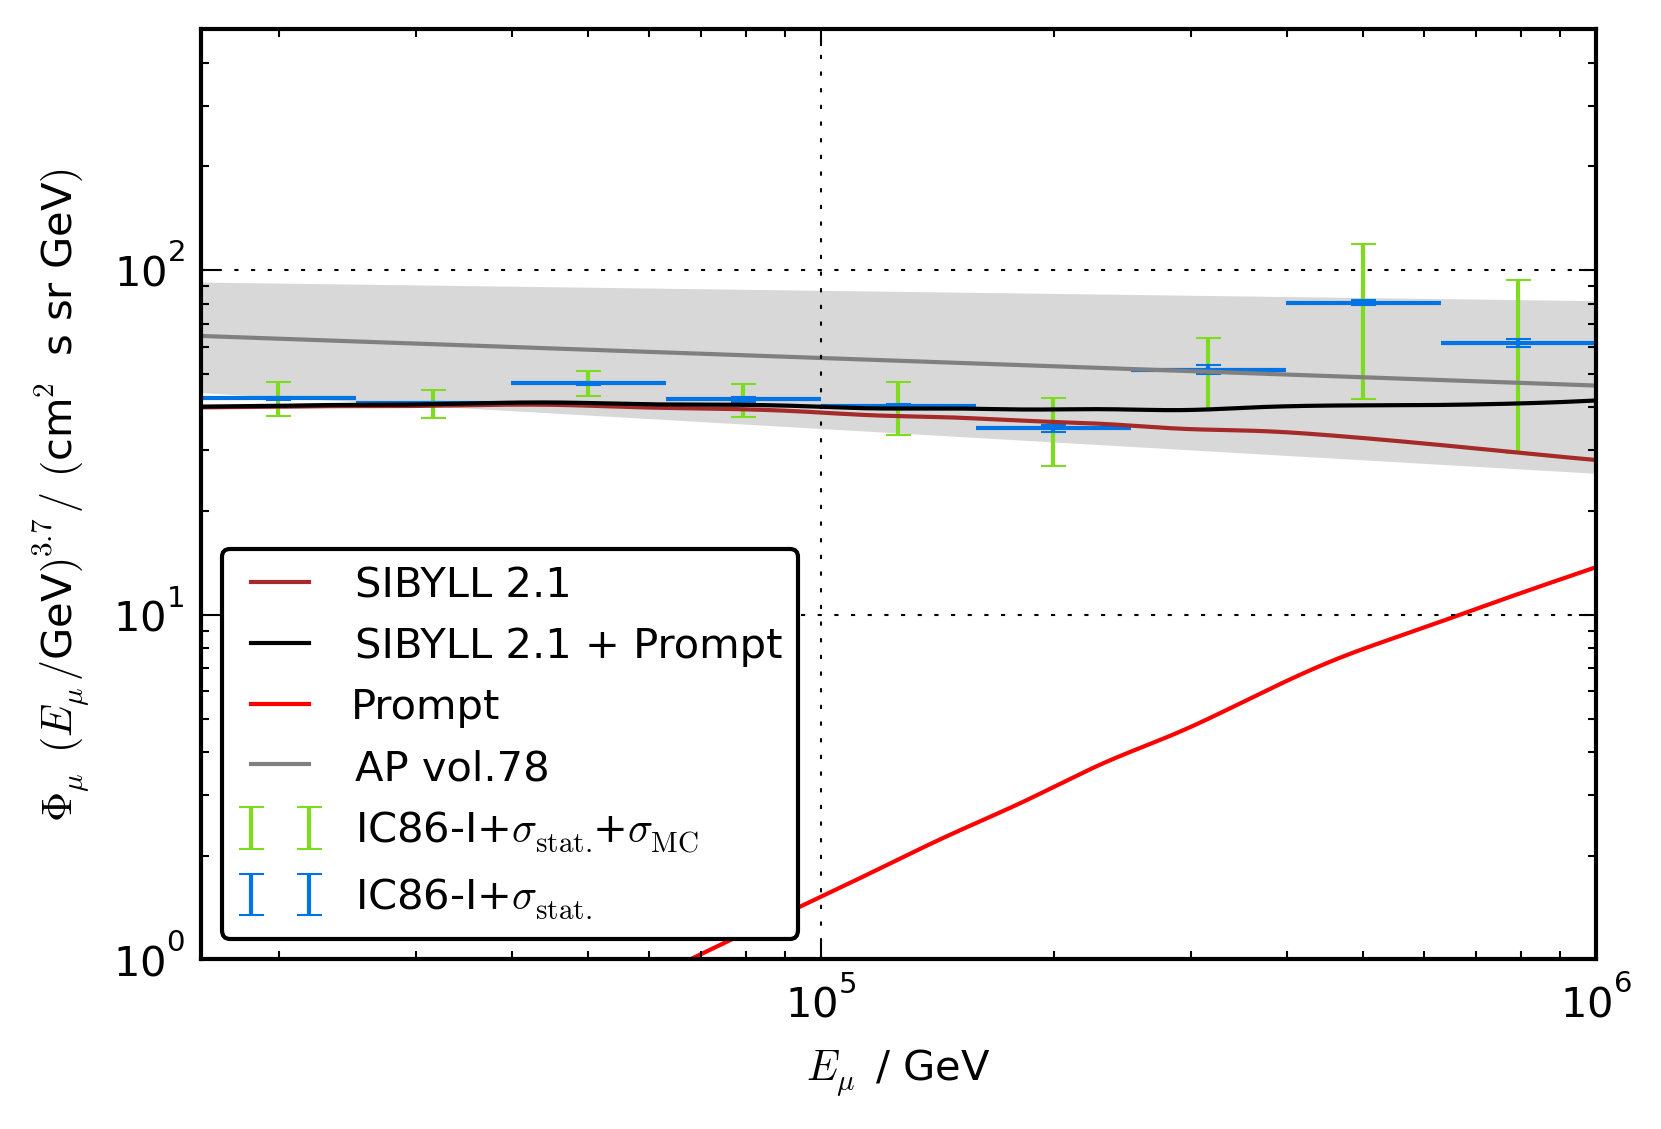 Φ_μ (E_μ/GeV)^3.7 / (cm^2 s sr GeV)
10^2
10^1
10^0
SIBYLL 2.1
SIBYLL 2.1 + Prompt
Prompt
AP vol.78
IC86-I+σ_stat.+σ_MC
IC86-I+σ_stat.
10^5
10^6
E_μ / GeV